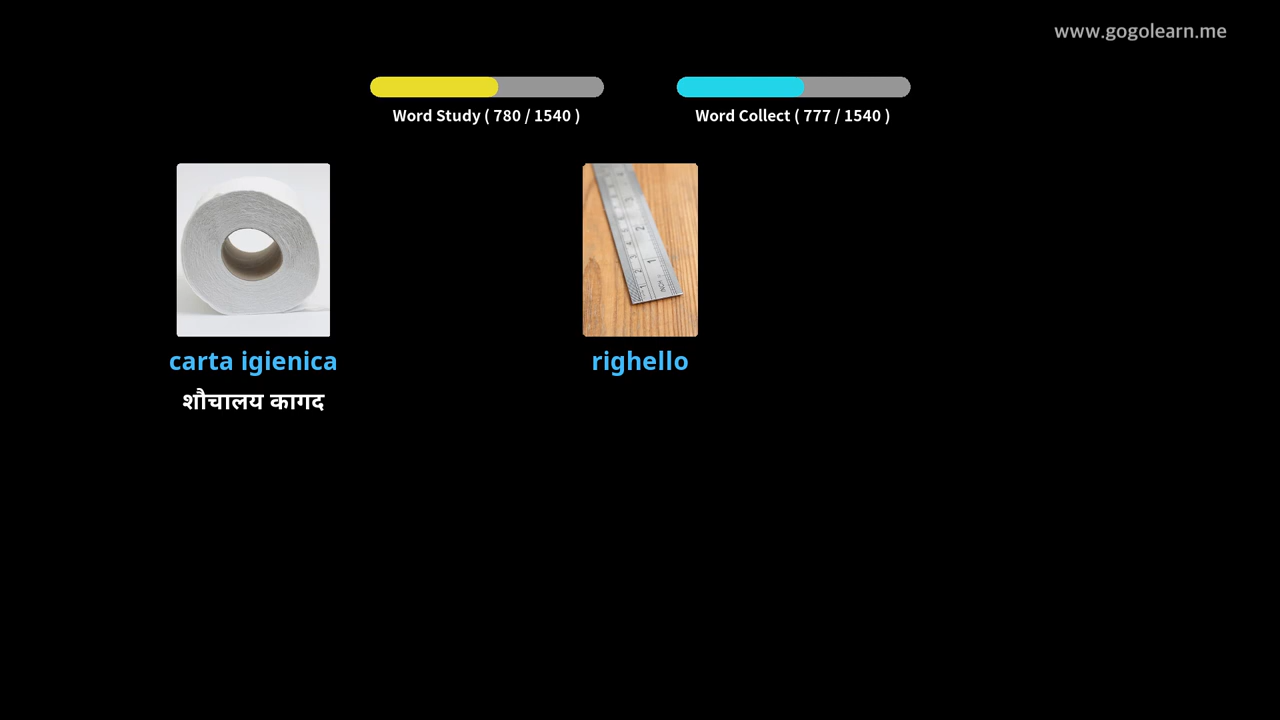 www.gogolearn.me
Word Study ( 780 / 1540 )
Word Collect ( 777 / 1540 )
carta igienica
शौचालय कागद
righello